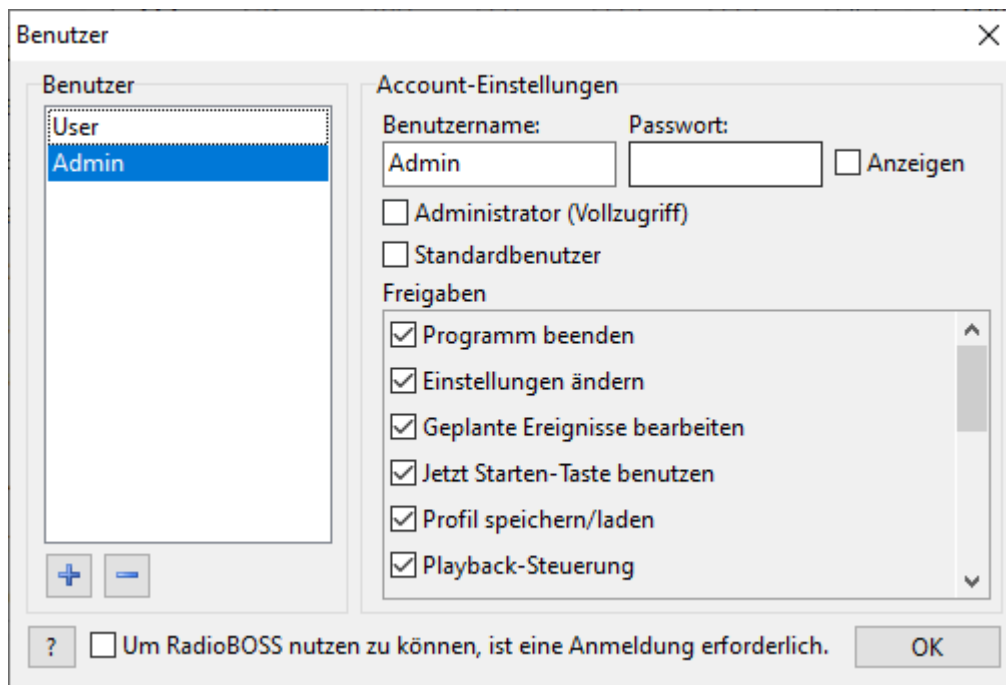 Benutzer
Benutzer
User
Admin
Account-Einstellungen
Benutzername: Passwort:
Admin Anzeigen
Administrator (Vollzugriff)
Standardbenutzer
Freigaben
Programm beenden
Einstellungen ändern
Geplante Ereignisse bearbeiten
Jetzt Starten-Taste benutzen
Profil speichern/laden
Playback-Steuerung
? Um RadioBOSS nutzen zu können, ist eine Anmeldung erforderlich. OK